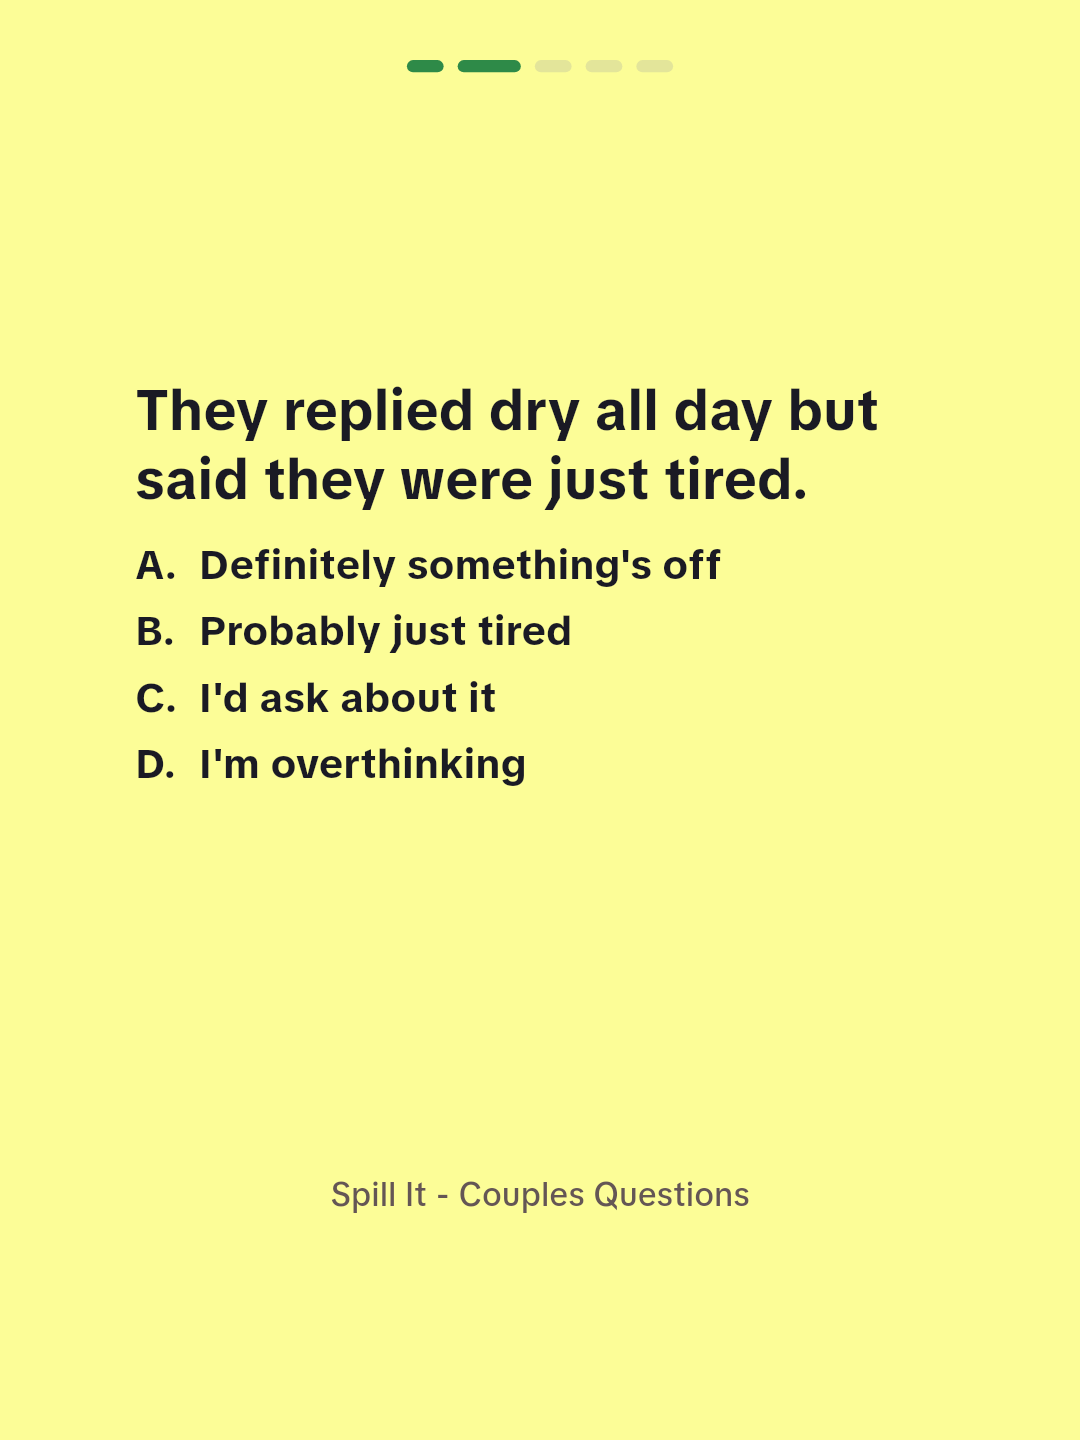 They replied dry all day but
said they were just tired.
A. Definitely something's off
B. Probably just tired
C. I'd ask about it
D. I'm overthinking
Spill It - Couples Questions